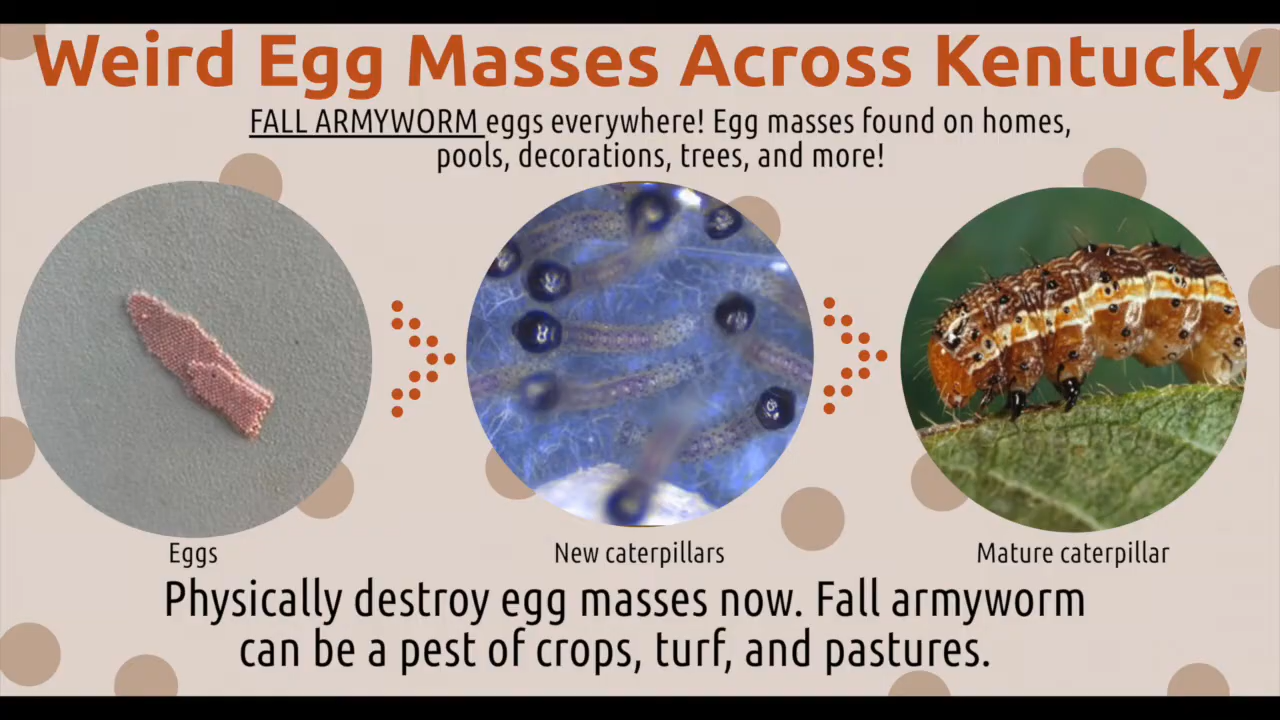 Weird Egg Masses Across Kentucky
FALL ARMYWORM eggs everywhere! Egg masses found on homes,
pools, decorations, trees, and more!
Eggs
New caterpillars
Mature caterpillar
Physically destroy egg masses now. Fall armyworm
can be a pest of crops, turf, and pastures.